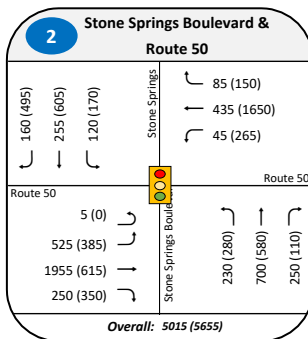 2
Stone Springs Boulevard &
Route 50
160 (495)
255 (605)
120 (170)
Stone Springs
85 (150)
435 (1650)
45 (265)
Route 50
Route 50
5 (0)
525 (385)
1955 (615)
250 (350)
Stone Springs Boulev
230 (280)
700 (580)
250 (110)
Overall: 5015 (5655)